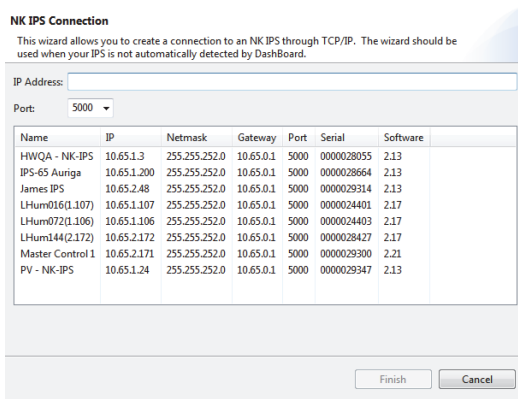 NK IPS Connection
This wizard allows you to create a connection to an NK IPS through TCP/IP. The wizard should be
used when your IPS is not automatically detected by DashBoard.
IP Address:
Port: 5000
Name IP Netmask Gateway Port Serial Software
HWQA - NK-IPS 10.65.1.3 255.255.252.0 10.65.0.1 5000 0000028055 2.13
IPS-65 Auriga 10.65.1.200 255.255.252.0 10.65.0.1 5000 0000028664 2.13
James IPS 10.65.2.48 255.255.252.0 10.65.0.1 5000 0000029314 2.13
LHum016(1.107) 10.65.1.107 255.255.252.0 10.65.0.1 5000 0000024401 2.17
LHum072(1.106) 10.65.1.106 255.255.252.0 10.65.0.1 5000 0000024403 2.17
LHum144(2.172) 10.65.2.172 255.255.252.0 10.65.0.1 5000 0000028427 2.17
Master Control 1 10.65.2.171 255.255.252.0 10.65.0.1 5000 0000029300 2.21
PV - NK-IPS 10.65.1.24 255.255.252.0 10.65.0.1 5000 0000029347 2.13
Finish Cancel